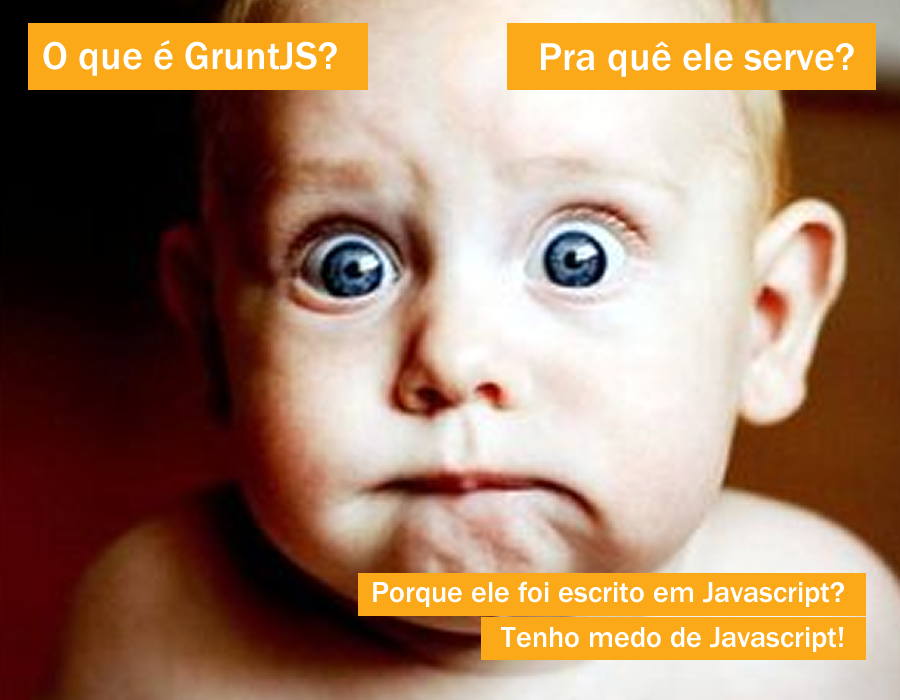 O que é GruntJS?
Pra quê ele serve?
Porque ele foi escrito em Javascript?
Tenho medo de Javascript!